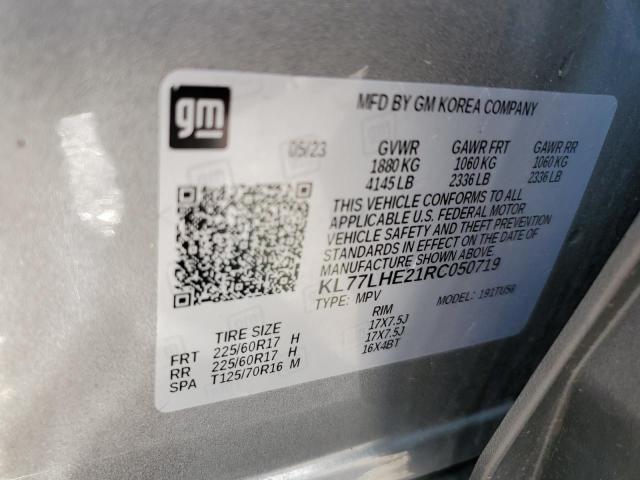 gm
MFD BY GM KOREA COMPANY
05/23 GVWR GAWR FRT GAWR RR
1880 KG 1060 KG 1060 KG
4145 LB 2336 LB 2336 LB
THIS VEHICLE CONFORMS TO ALL
APPLICABLE U.S. FEDERAL MOTOR
VEHICLE SAFETY AND THEFT PREVENTION
STANDARDS IN EFFECT ON THE DATE OF
MANUFACTURE SHOWN ABOVE.
KL77LHE21RC050719
TYPE: MPV MODEL: 191TU58
TIRE SIZE RIM
FRT 225/60R17 H 17X7.5J
RR 225/60R17 H 17X7.5J
SPA T125/70R16 M 16X4BT